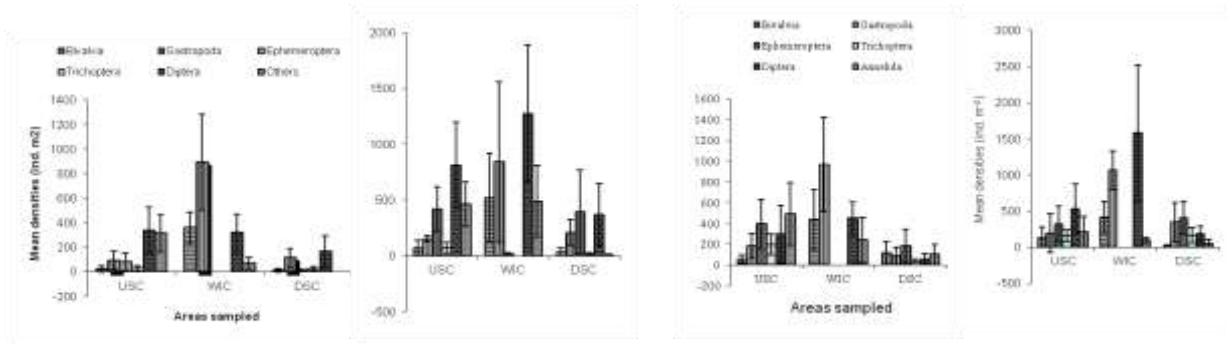 Bivalvia Gastropoda Ephemeroptera
Trichoptera Diptera Others
Mean densities (ind. m2)
1400
1200
1000
800
600
400
200
0
-200
USC WIC DSC
Areas sampled
2000
1500
1000
500
0
-500
USC WIC DSC
Bivalvia Gastropoda
Ephemeroptera Trichoptera
Diptera Annelida
1600
1400
1200
1000
800
600
400
200
0
-200
USC WIC DSC
Areas sampled
Mean densities (ind. m-2)
3000
2500
2000
1500
1000
500
0
-500
USC WIC DSC